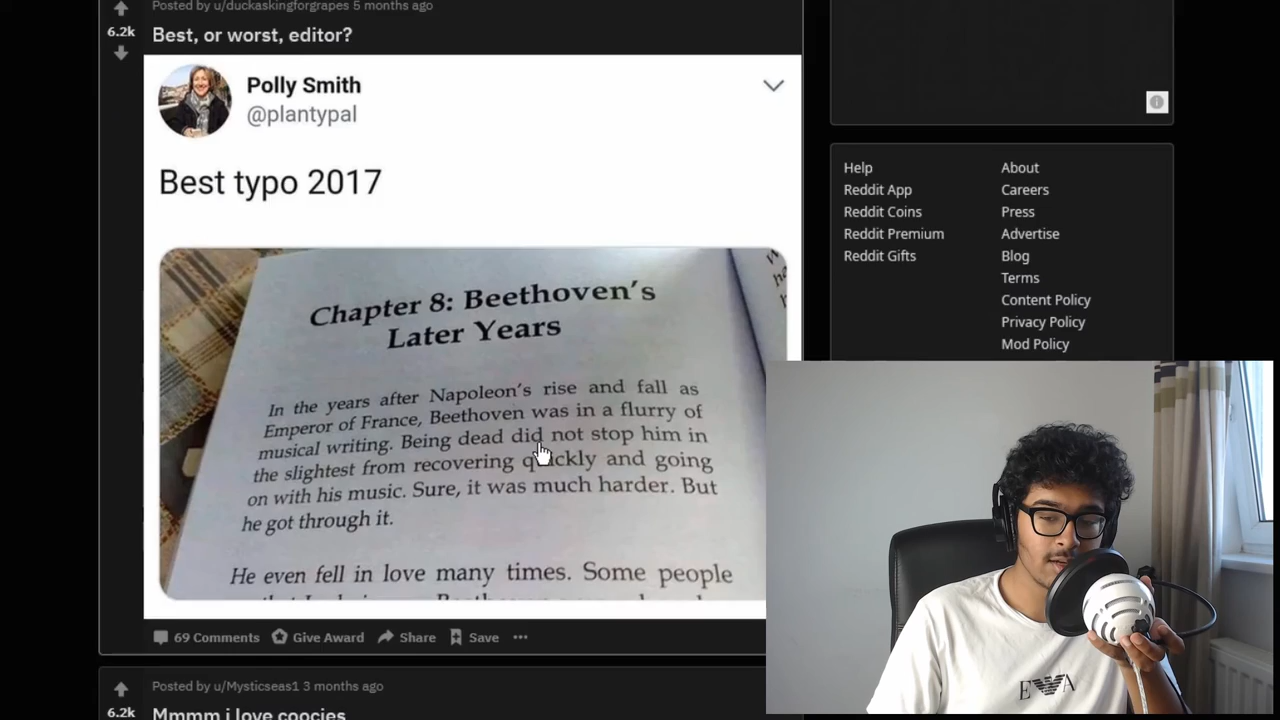 Posted by u/duckaskingforgrapes 5 months ago
6.2k
Best, or worst, editor?
Polly Smith
@plantypal
Best typo 2017
Chapter 8: Beethoven's
Later Years
In the years after Napoleon's rise and fall as
Emperor of France, Beethoven was in a flurry of
musical writing. Being dead did not stop him in
the slightest from recovering quickly and going
on with his music. Sure, it was much harder. But
he got through it.
He even fell in love many times. Some people
69 Comments Give Award Share Save
Posted by u/Mysticseas1 3 months ago
6.2k
Mmmm i love coocies
Help
Reddit App
Reddit Coins
Reddit Premium
Reddit Gifts
About
Careers
Press
Advertise
Blog
Terms
Content Policy
Privacy Policy
Mod Policy